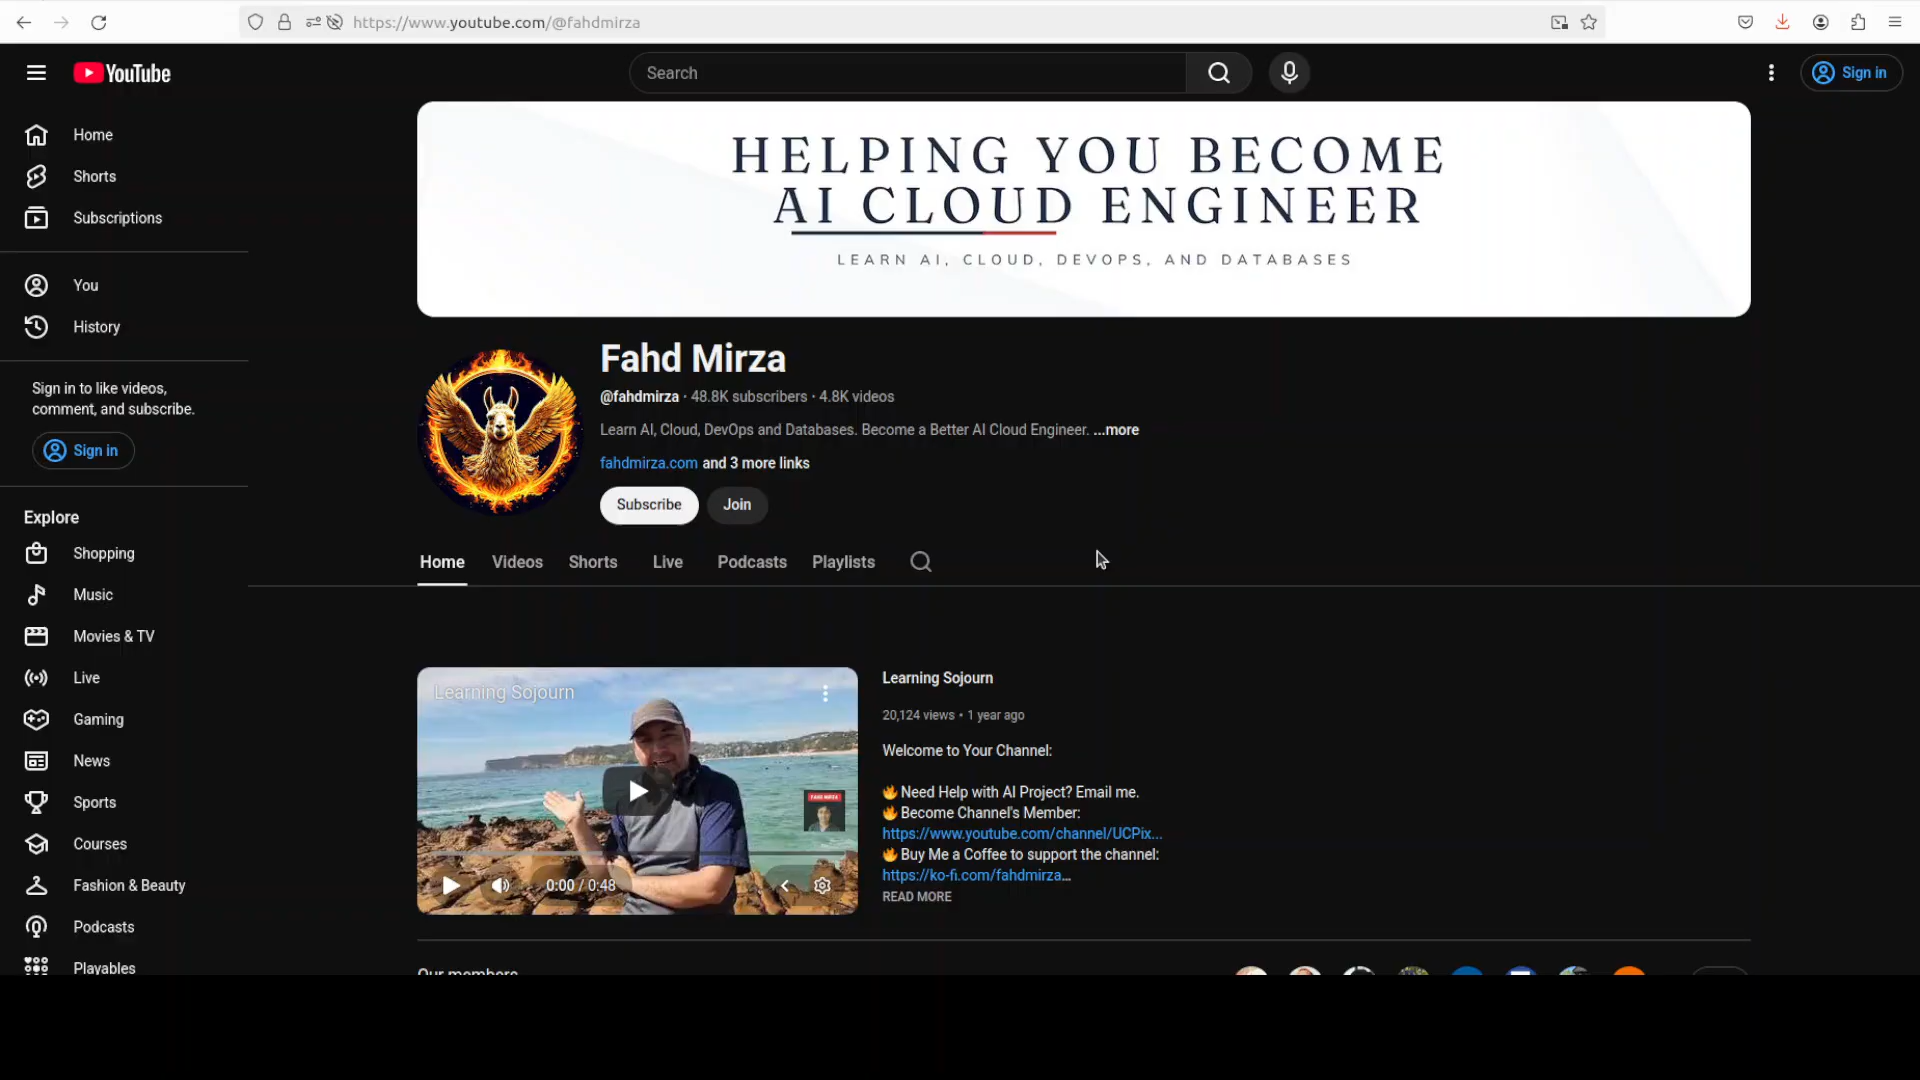 https://www.youtube.com/@fahdmirza
YouTube
Search
Sign in
Home
Shorts
Subscriptions
You
History
Sign in to like videos,
comment, and subscribe.
Sign in
Explore
Shopping
Music
Movies & TV
Live
Gaming
News
Sports
Courses
Fashion & Beauty
Podcasts
Playables
HELPING YOU BECOME
AI CLOUD ENGINEER
LEARN AI, CLOUD, DEVOPS, AND DATABASES
Fahd Mirza
@fahdmirza · 48.8K subscribers · 4.8K videos
Learn AI, Cloud, DevOps and Databases. Become a Better AI Cloud Engineer. ...more
fahdmirza.com and 3 more links
Subscribe
Join
Home
Videos
Shorts
Live
Podcasts
Playlists
Learning Sojourn
FAHD MIRZA
0:00 / 0:48
Learning Sojourn
20,124 views • 1 year ago
Welcome to Your Channel:
🔥Need Help with AI Project? Email me.
🔥Become Channel's Member:
https://www.youtube.com/channel/UCPix...
🔥Buy Me a Coffee to support the channel:
https://ko-fi.com/fahdmirza...
READ MORE
Our members